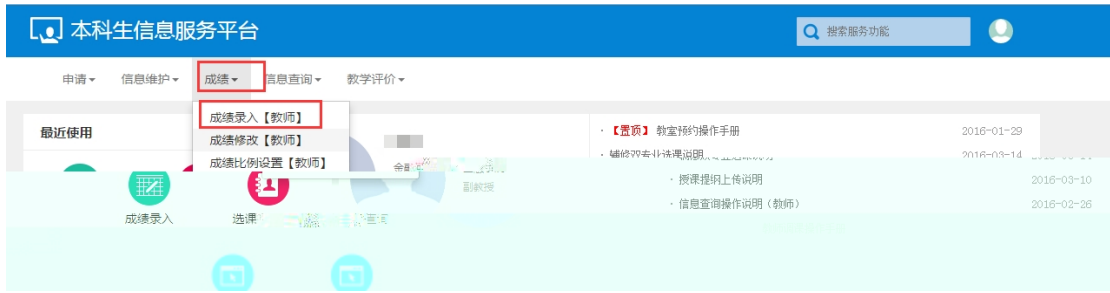 本科生信息服务平台
搜索服务功能
申请 信息维护 成绩 信息查询 教学评价
成绩录入【教师】
成绩修改【教师】
成绩比例设置【教师】
最近使用
·【置顶】 教室预约操作手册 2016-01-29
2016-03-14
副教授
· 授课提纲上传说明 2016-03-10
· 信息查询操作说明（教师） 2016-02-26
成绩录入 选课